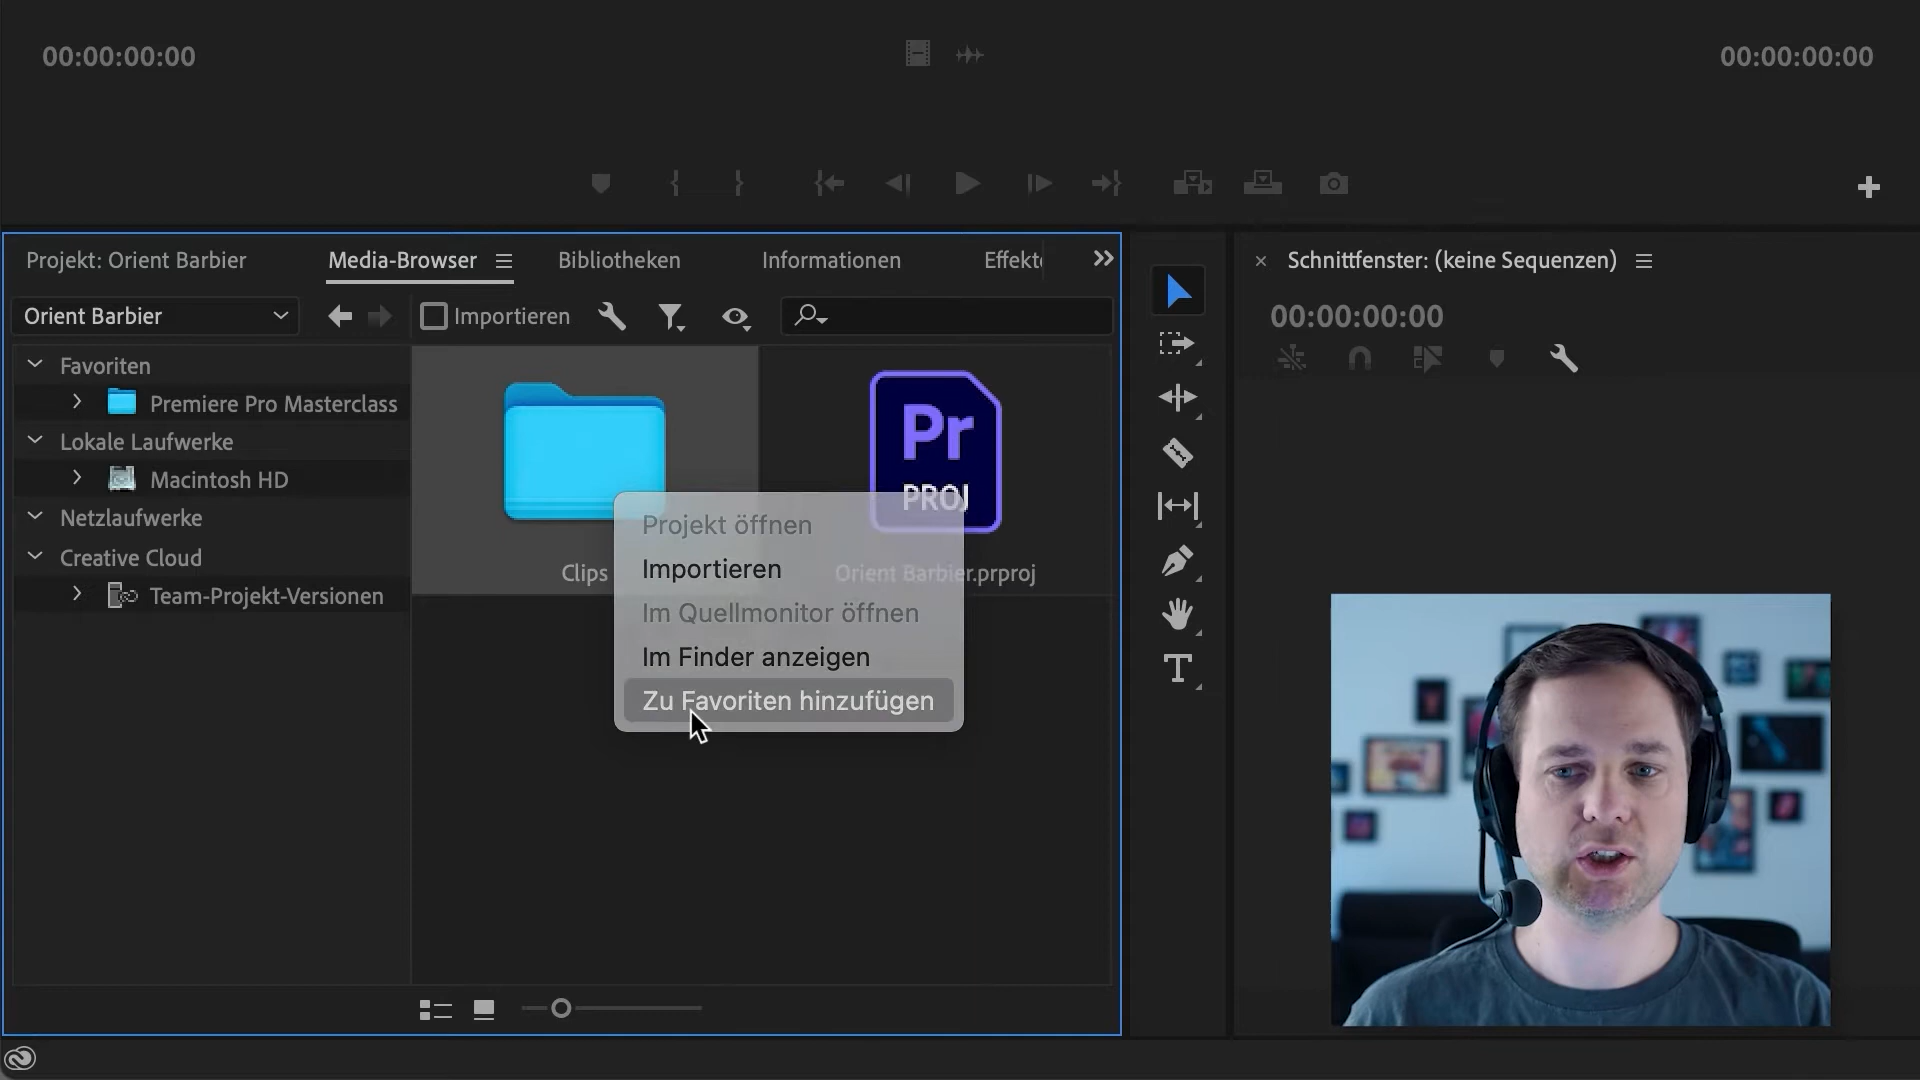 00:00:00:00
00:00:00:00
Projekt: Orient Barbier
Media-Browser
Bibliotheken
Informationen
Effekte
Orient Barbier
Importieren
Favoriten
Premiere Pro Masterclass
Lokale Laufwerke
Macintosh HD
Netzlaufwerke
Creative Cloud
Team-Projekt-Versionen
Pr
PROJ
Clips
Orient Barbier.prproj
Projekt öffnen
Importieren
Im Quellmonitor öffnen
Im Finder anzeigen
Zu Favoriten hinzufügen
T
× Schnittfenster: (keine Sequenzen)
00:00:00:00